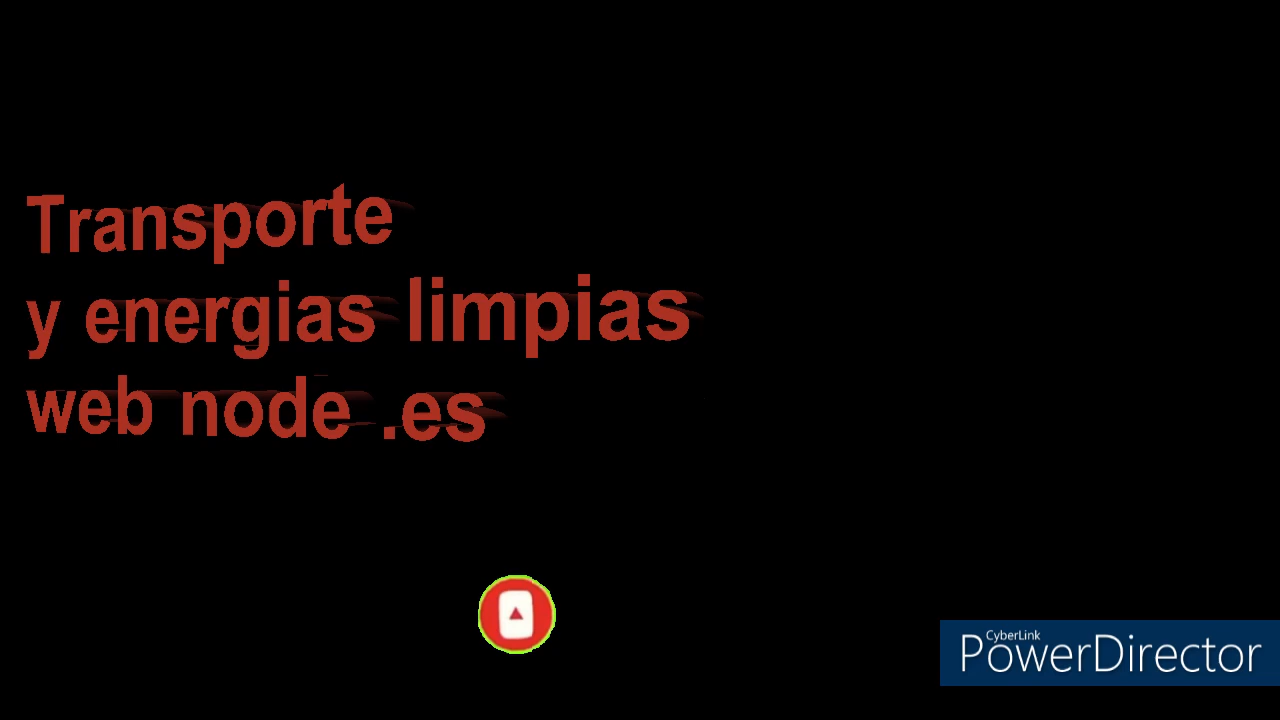 Transporte
y energias limpias
web node .es
CyberLink
PowerDirector